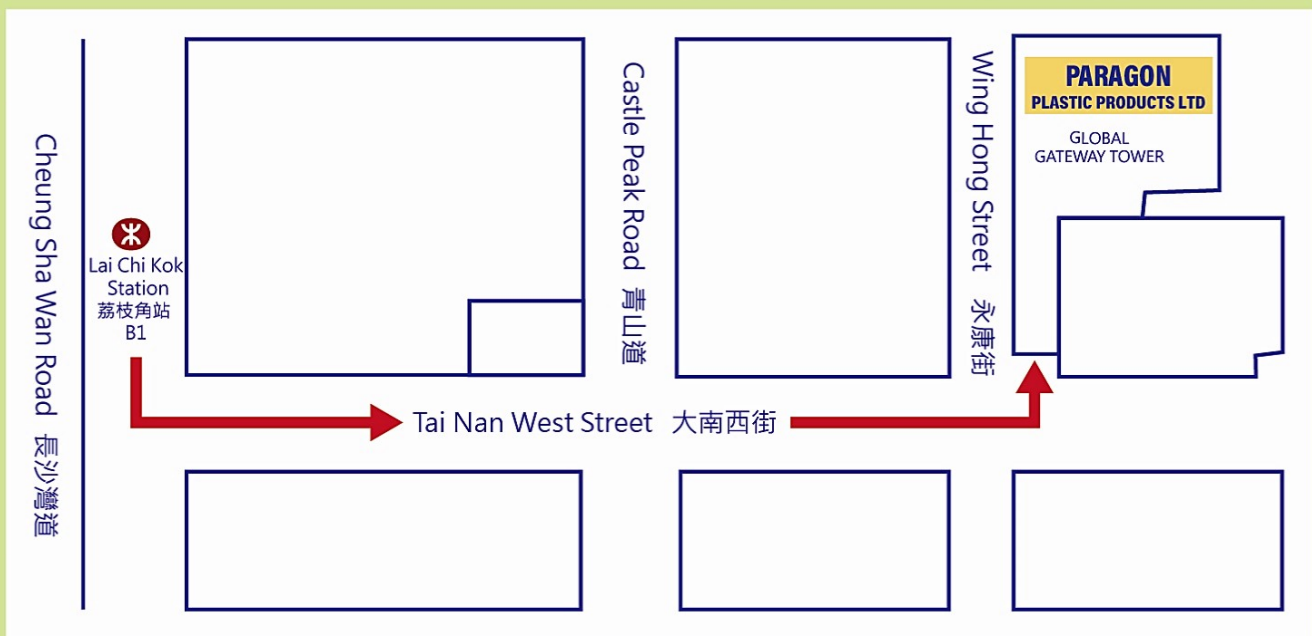 Cheung Sha Wan Road 長沙灣道
Lai Chi Kok
Station
荔枝角站
B1
Castle Peak Road 青山道
Wing Hong Street 永康街
PARAGON
PLASTIC PRODUCTS LTD
GLOBAL
GATEWAY TOWER
Tai Nan West Street 大南西街